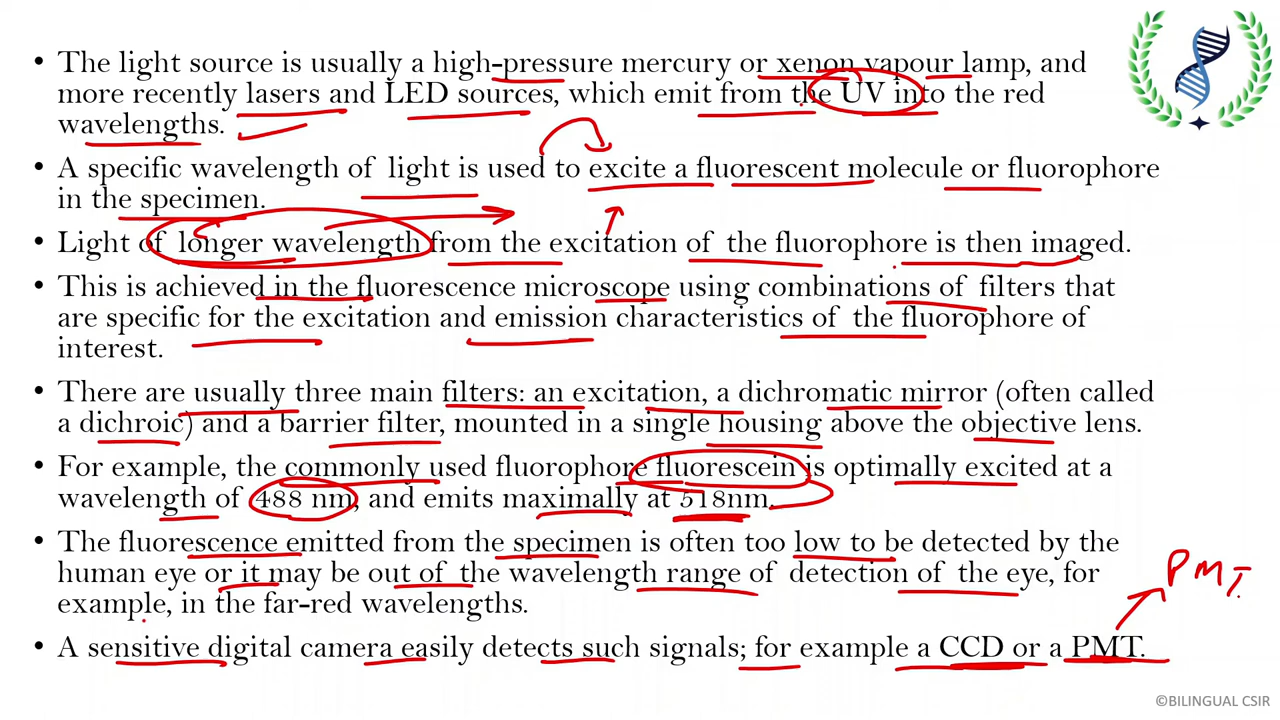 • The light source is usually a high-pressure mercury or xenon vapour lamp, and
more recently lasers and LED sources, which emit from the UV into the red
wavelengths.
• A specific wavelength of light is used to excite a fluorescent molecule or fluorophore
in the specimen.
• Light of longer wavelength from the excitation of the fluorophore is then imaged.
• This is achieved in the fluorescence microscope using combinations of filters that
are specific for the excitation and emission characteristics of the fluorophore of
interest.
• There are usually three main filters: an excitation, a dichromatic mirror (often called
a dichroic) and a barrier filter, mounted in a single housing above the objective lens.
• For example, the commonly used fluorophore fluorescein is optimally excited at a
wavelength of 488 nm, and emits maximally at 518nm.
• The fluorescence emitted from the specimen is often too low to be detected by the
human eye or it may be out of the wavelength range of detection of the eye, for
example, in the far-red wavelengths.
PMT
• A sensitive digital camera easily detects such signals; for example a CCD or a PMT.
©BILINGUAL CSIR